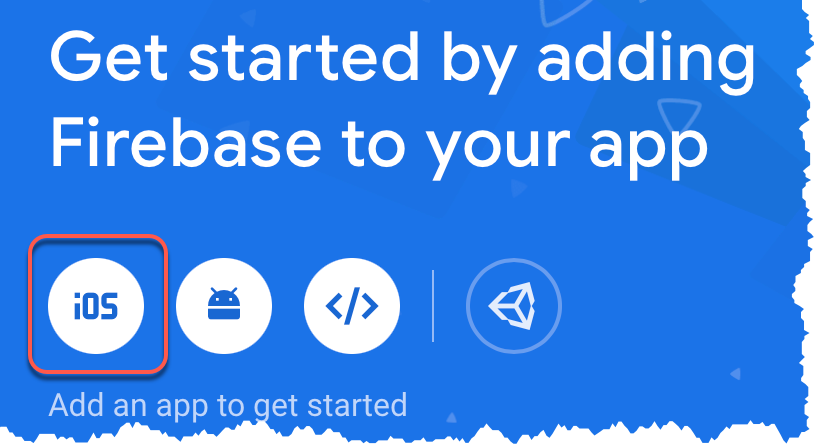 Get started by adding
Firebase to your app
iOS
</>
Add an app to get started